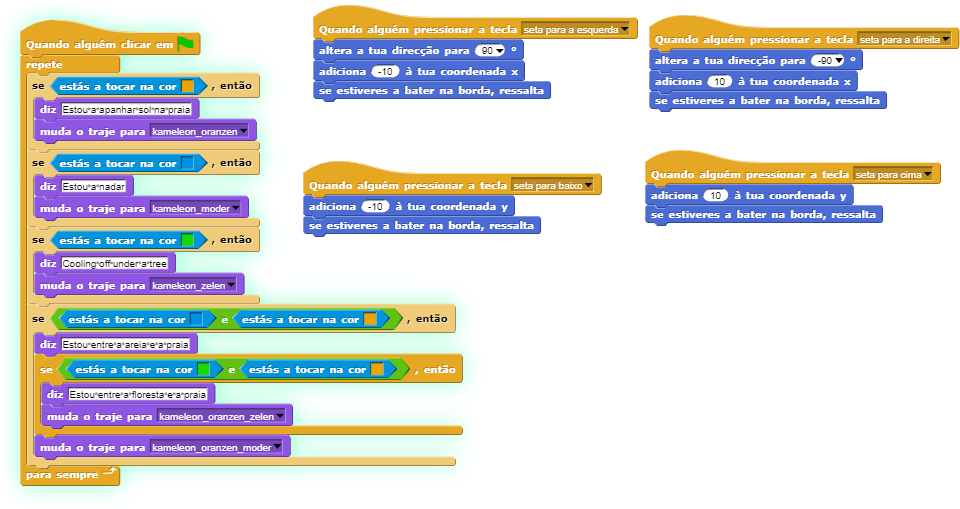 Quando alguém clicar em
repete
se estás a tocar na cor , então
diz Estou a apanhar sol na praia
muda o traje para kameleon_oranzen
se estás a tocar na cor , então
diz Estou a nadar
muda o traje para kameleon_moder
se estás a tocar na cor , então
diz Cooling off under a tree
muda o traje para kameleon_zelen
se estás a tocar na cor e estás a tocar na cor , então
diz Estou entre a areia e a praia
se estás a tocar na cor e estás a tocar na cor , então
diz Estou entre a floresta e a praia
muda o traje para kameleon_oranzen_zelen
muda o traje para kameleon_oranzen_moder
para sempre
Quando alguém pressionar a tecla seta para a esquerda
altera a tua direcção para 90 º
adiciona -10 à tua coordenada x
se estiveres a bater na borda, ressalta
Quando alguém pressionar a tecla seta para a direita
altera a tua direcção para -90 º
adiciona 10 à tua coordenada x
se estiveres a bater na borda, ressalta
Quando alguém pressionar a tecla seta para baixo
adiciona -10 à tua coordenada y
se estiveres a bater na borda, ressalta
Quando alguém pressionar a tecla seta para cima
adiciona 10 à tua coordenada y
se estiveres a bater na borda, ressalta